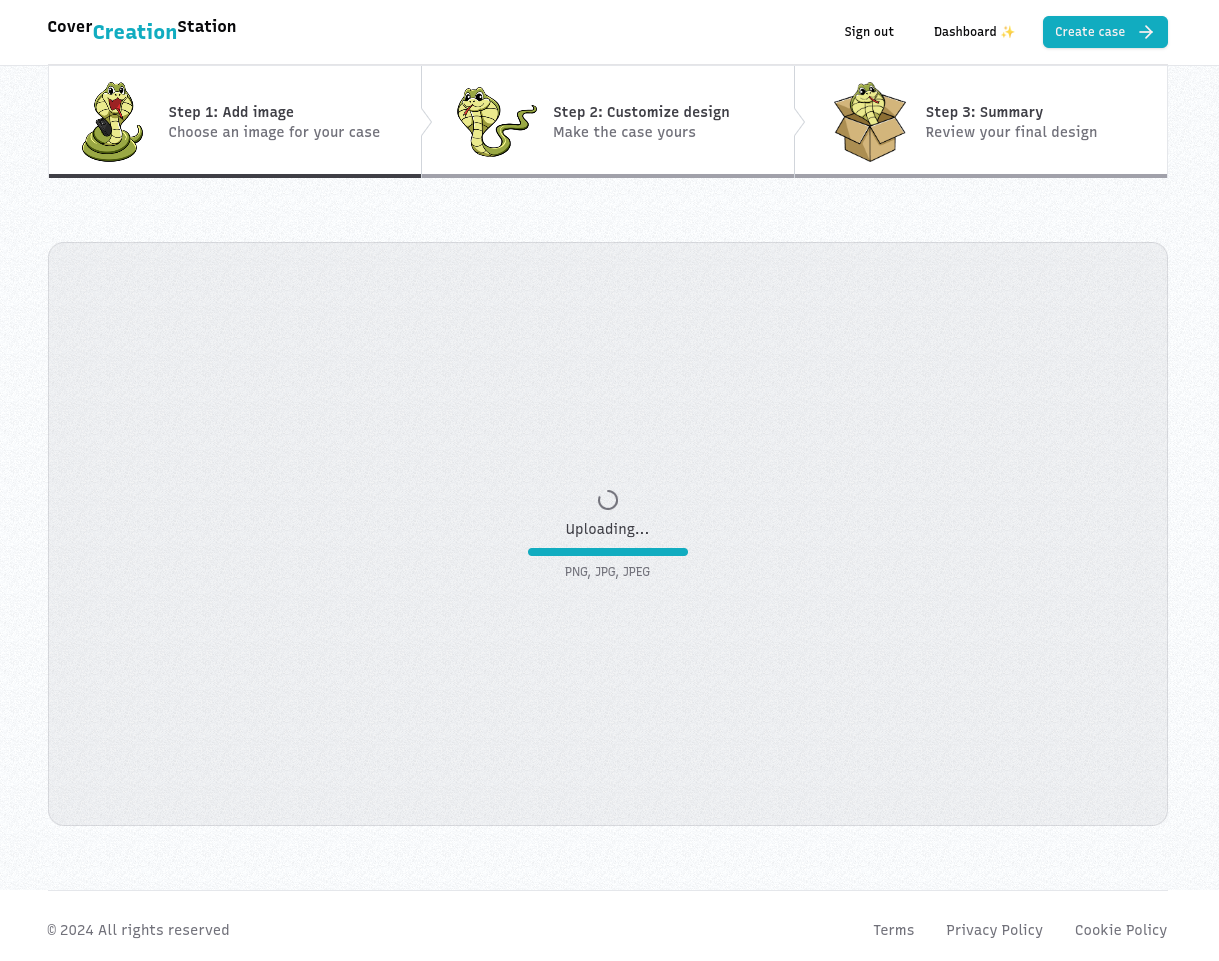 CoverCreationStation
Sign out
Dashboard ✨
Create case
Step 1: Add image
Choose an image for your case
Step 2: Customize design
Make the case yours
Step 3: Summary
Review your final design
Uploading...
PNG, JPG, JPEG
© 2024 All rights reserved
Terms
Privacy Policy
Cookie Policy